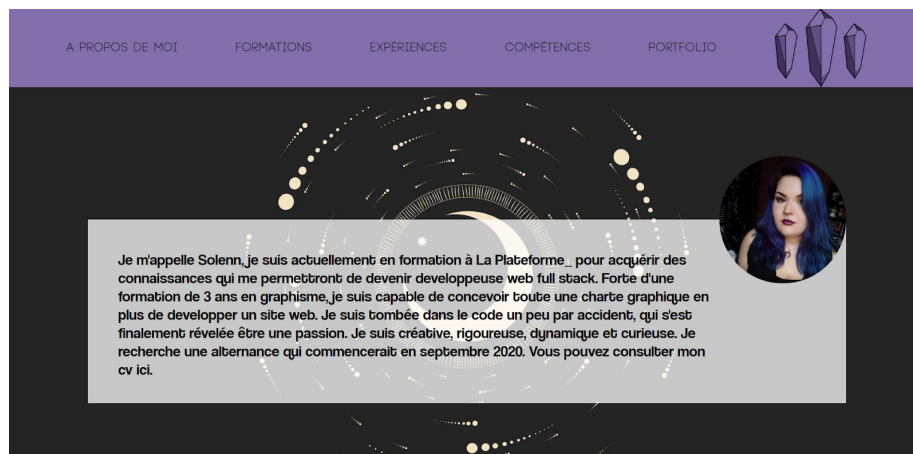 A PROPOS DE MOI FORMATIONS EXPÉRIENCES COMPÉTENCES PORTFOLIO
Je m'appelle Solenn, je suis actuellement en formation à La Plateforme_ pour acquérir des
connaissances qui me permettront de devenir developpeuse web full stack. Forte d'une
formation de 3 ans en graphisme, je suis capable de concevoir toute une charte graphique en
plus de developper un site web. Je suis tombée dans le code un peu par accident, qui s'est
finalement révelée être une passion. Je suis créative, rigoureuse, dynamique et curieuse. Je
recherche une alternance qui commencerait en septembre 2020. Vous pouvez consulter mon
cv ici.